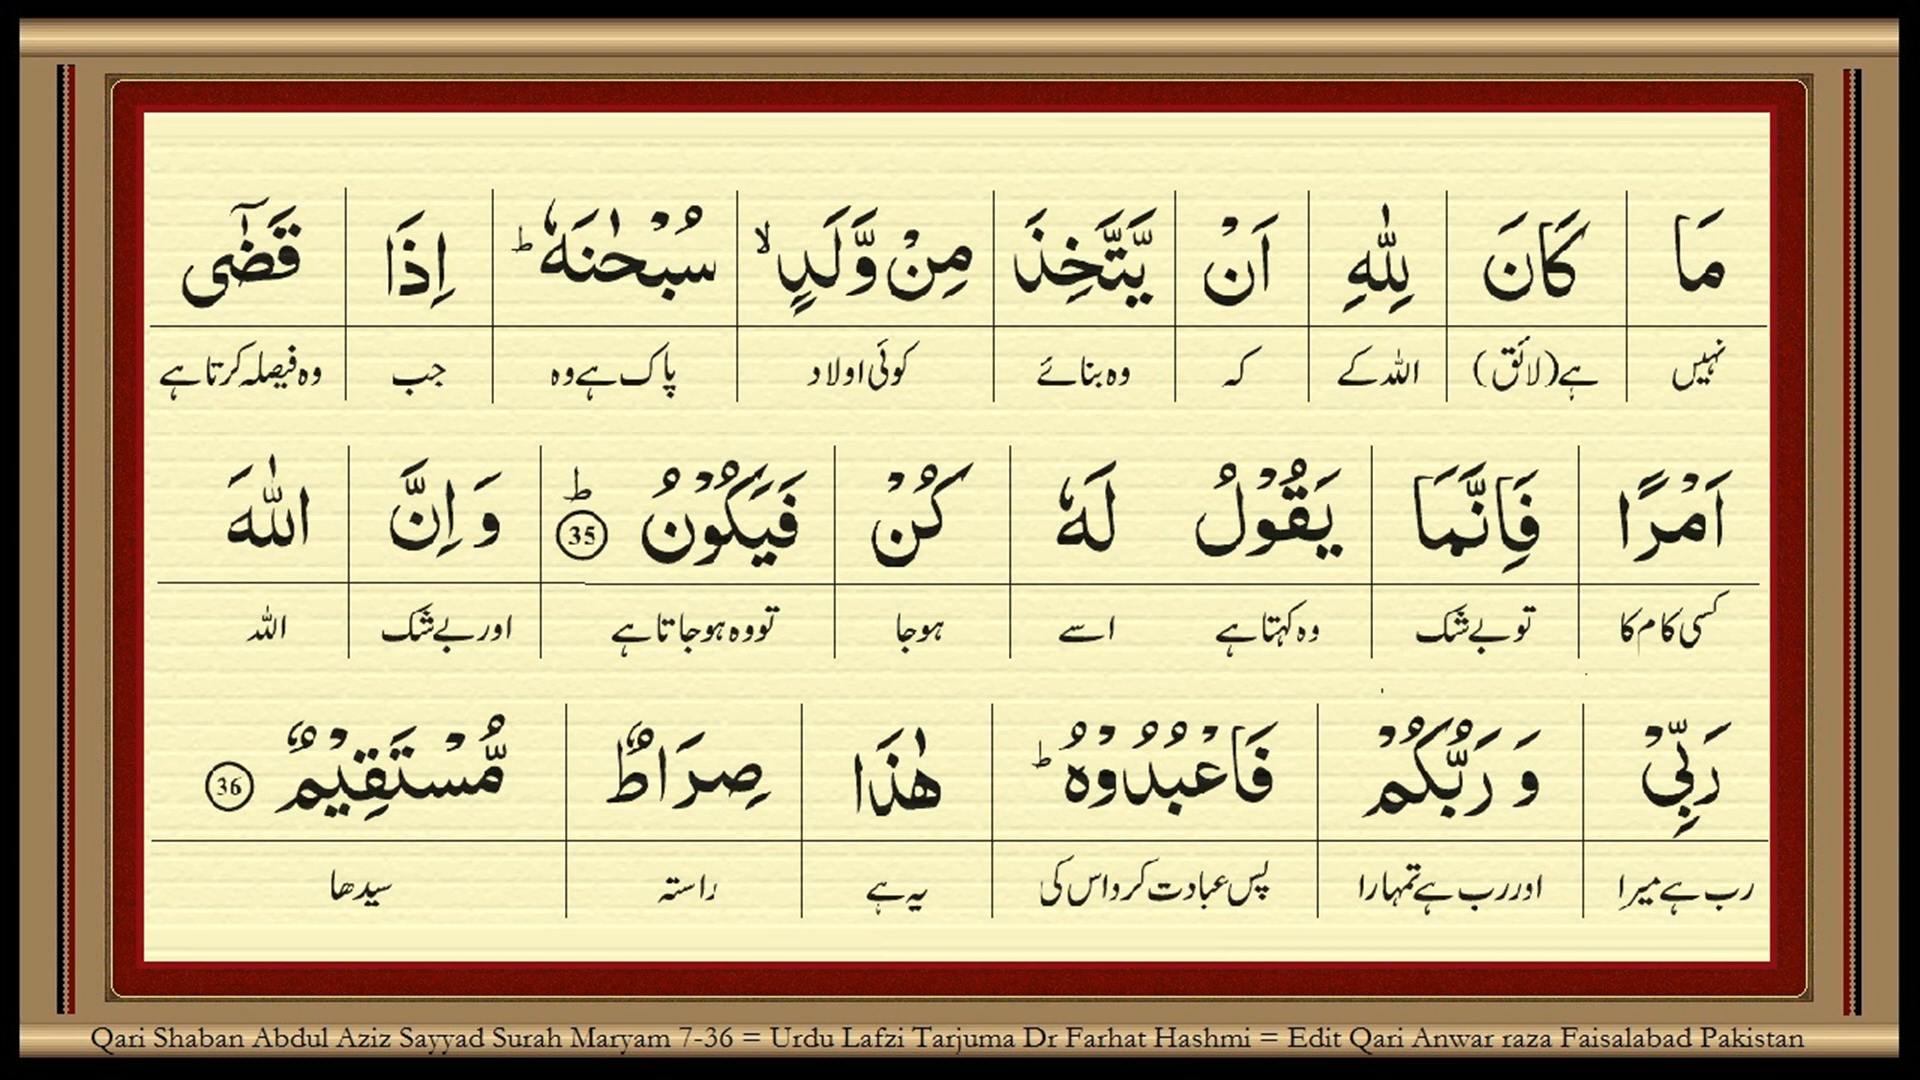 مَا كَانَ لِلّٰهِ اَنْ يَّتَّخِذَ مِنْ وَّلَدٍ ۙ سُبْحٰنَهٗ ؕ اِذَا قَضٰٓى
نہیں ہے(لائق) اللہ کے کہ وہ بنائے کوئی اولاد پاک ہے وہ جب وہ فیصلہ کرتا ہے
اَمْرًا فَاِنَّمَا يَقُوْلُ لَهٗ كُنْ فَيَكُوْنُ ؕ 35 وَ اِنَّ اللّٰهَ
کسی کام کا تو بے شک وہ کہتا ہے اسے ہو جا تو وہ ہو جاتا ہے اور بے شک اللہ
رَبِّيْ وَ رَبُّكُمْ فَاعْبُدُوْهُ ؕ هٰذَا صِرَاطٌ مُّسْتَقِيْمٌ 36
رب ہے میرا اور رب ہے تمہارا پس عبادت کرو اس کی یہ ہے راستہ سیدھا
Qari Shaban Abdul Aziz Sayyad Surah Maryam 7-36 = Urdu Lafzi Tarjuma Dr Farhat Hashmi = Edit Qari Anwar raza Faisalabad Pakistan